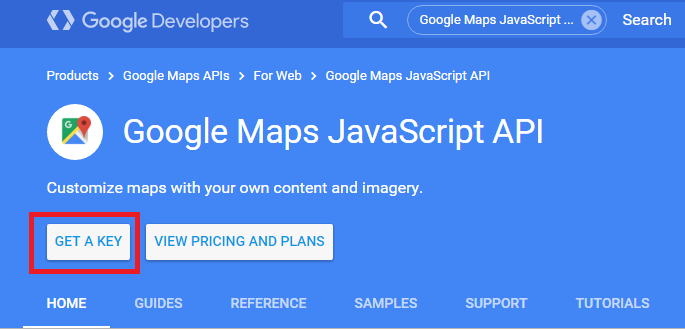 Google Developers
Google Maps JavaScript ...
Search
Products > Google Maps APIs > For Web > Google Maps JavaScript API
Google Maps JavaScript API
Customize maps with your own content and imagery.
GET A KEY
VIEW PRICING AND PLANS
HOME GUIDES REFERENCE SAMPLES SUPPORT TUTORIALS